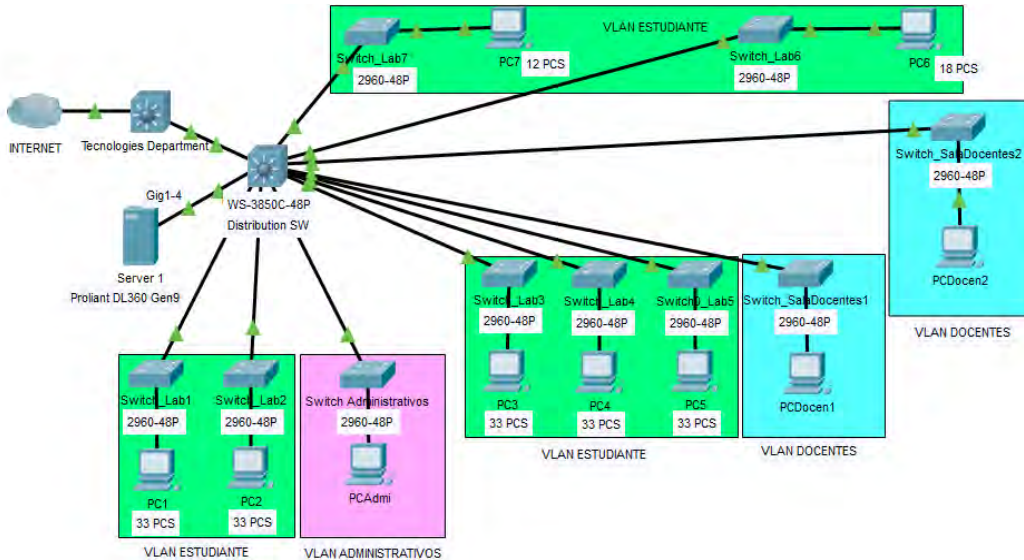 VLAN ESTUDIANTE
Switch_Lab7
2960-48P
PC7
12 PCS
Switch_Lab6
2960-48P
PC6
18 PCS
INTERNET
Tecnologies Department
Switch_SalaDocentes2
2960-48P
PCDocen2
VLAN DOCENTES
Gig1-4
WS-3850C-48P
Distribution SW
Server 1
Proliant DL360 Gen9
Switch_Lab3
2960-48P
PC3
33 PCS
Switch_Lab4
2960-48P
PC4
33 PCS
Switch0_Lab5
2960-48P
PC5
33 PCS
VLAN ESTUDIANTE
Switch_SalaDocentes1
2960-48P
PCDocen1
VLAN DOCENTES
Switch_Lab1
2960-48P
PC1
33 PCS
Switch_Lab2
2960-48P
PC2
33 PCS
VLAN ESTUDIANTE
Switch Administrativos
2960-48P
PCAdmi
VLAN ADMINISTRATIVOS